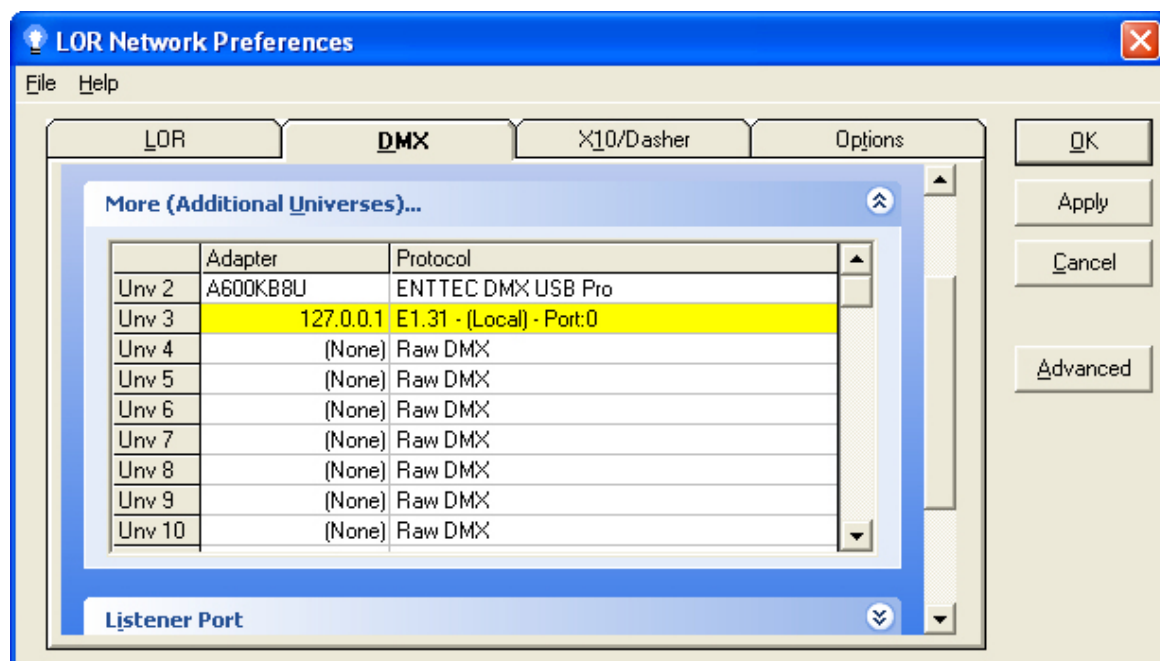 LOR Network Preferences
File Help
LOR DMX X10/Dasher Options
OK
Apply
Cancel
Advanced
More (Additional Universes)...
Adapter Protocol
Unv 2 A600KB8U ENTTEC DMX USB Pro
Unv 3 127.0.0.1 E1.31 - (Local) - Port:0
Unv 4 (None) Raw DMX
Unv 5 (None) Raw DMX
Unv 6 (None) Raw DMX
Unv 7 (None) Raw DMX
Unv 8 (None) Raw DMX
Unv 9 (None) Raw DMX
Unv 10 (None) Raw DMX
Listener Port